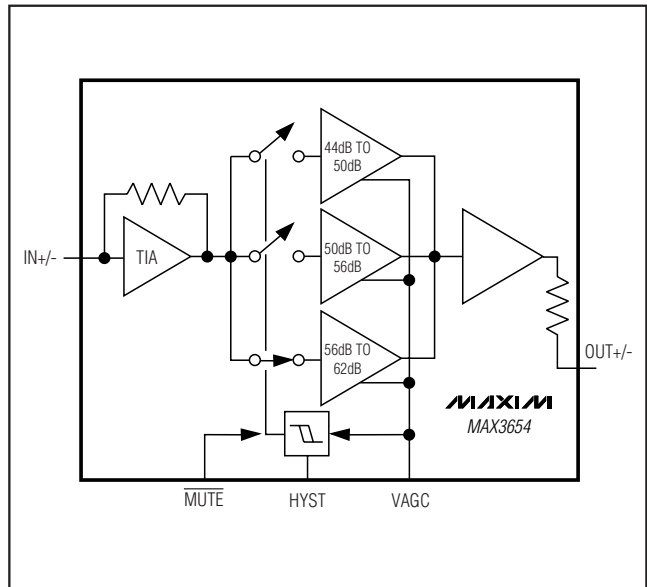 44dB TO
50dB
IN+/-
TIA
50dB TO
56dB
56dB TO
62dB
OUT+/-
MAXIM
MAX3654
MUTE
HYST
VAGC